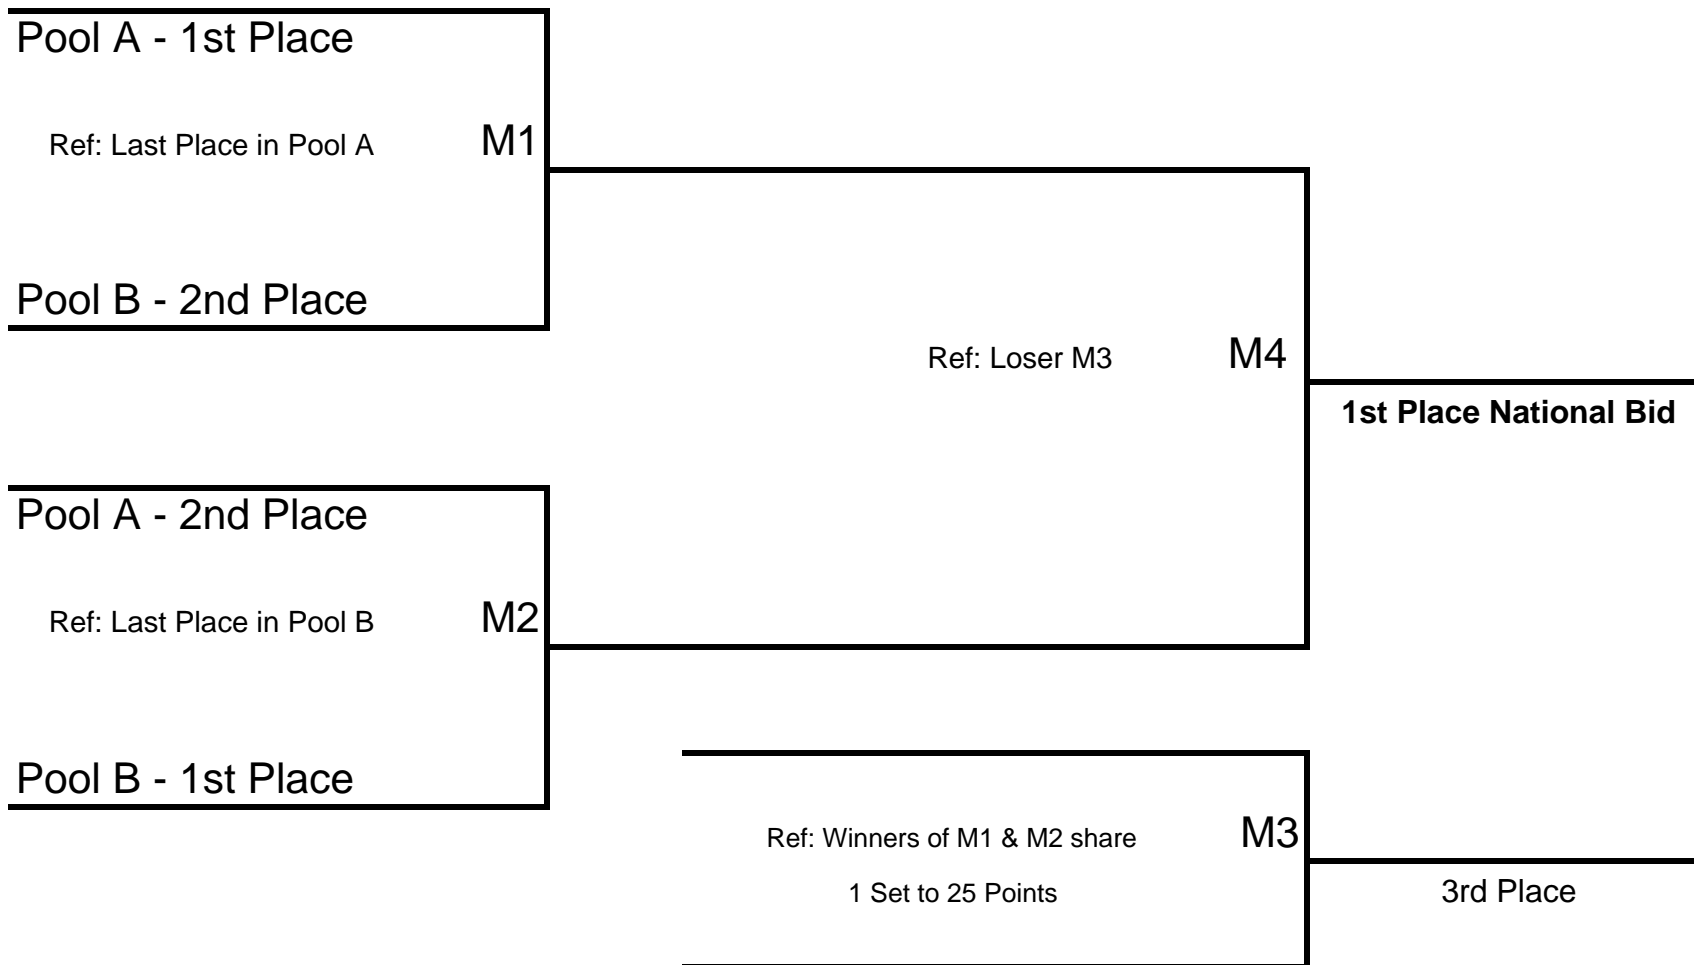 Pool A - 1st Place
Ref: Last Place in Pool A
M1
Pool B - 2nd Place
Ref: Loser M3
M4
1st Place National Bid
Pool A - 2nd Place
Ref: Last Place in Pool B
M2
Pool B - 1st Place
Ref: Winners of M1 & M2 share
M3
1 Set to 25 Points
3rd Place